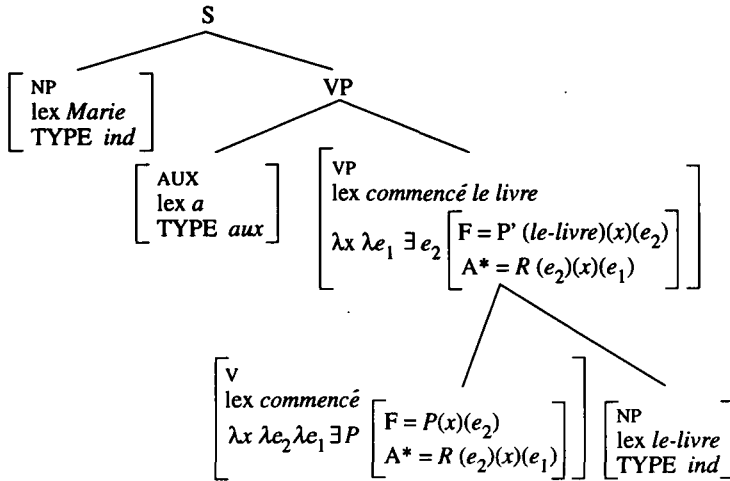 S
NP
lex Marie
TYPE ind
VP
AUX
lex a
TYPE aux
VP
lex commencé le livre
λx λe₁ ∃ e₂
F = P' (le-livre)(x)(e₂)
A* = R (e₂)(x)(e₁)
V
lex commencé
λx λe₂λe₁ ∃P
F = P(x)(e₂)
A* = R (e₂)(x)(e₁)
NP
lex le-livre
TYPE ind